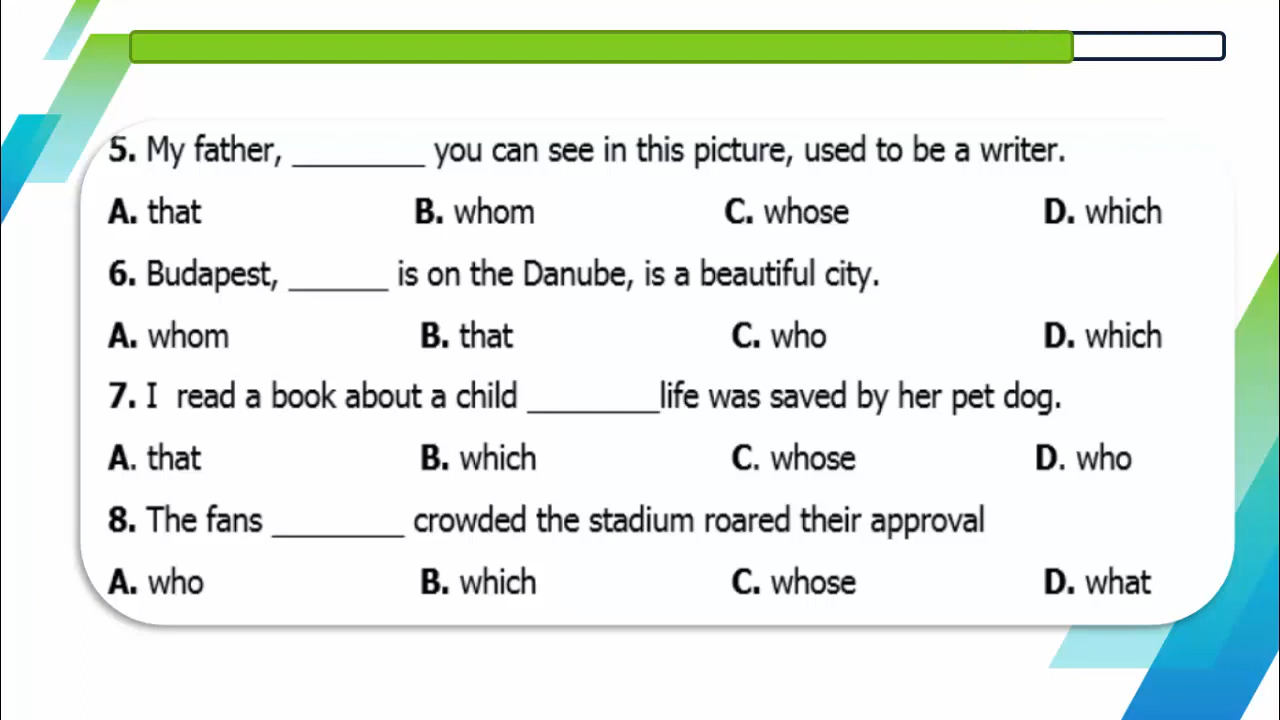 5. My father, ________ you can see in this picture, used to be a writer.
A. that B. whom C. whose D. which
6. Budapest, ______ is on the Danube, is a beautiful city.
A. whom B. that C. who D. which
7. I read a book about a child ________life was saved by her pet dog.
A. that B. which C. whose D. who
8. The fans ________ crowded the stadium roared their approval
A. who B. which C. whose D. what